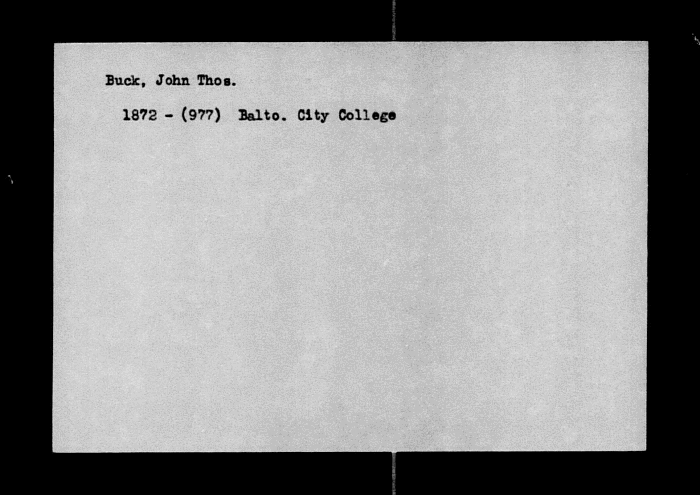 Buck, John Thos.
1872 - (977) Balto. City College